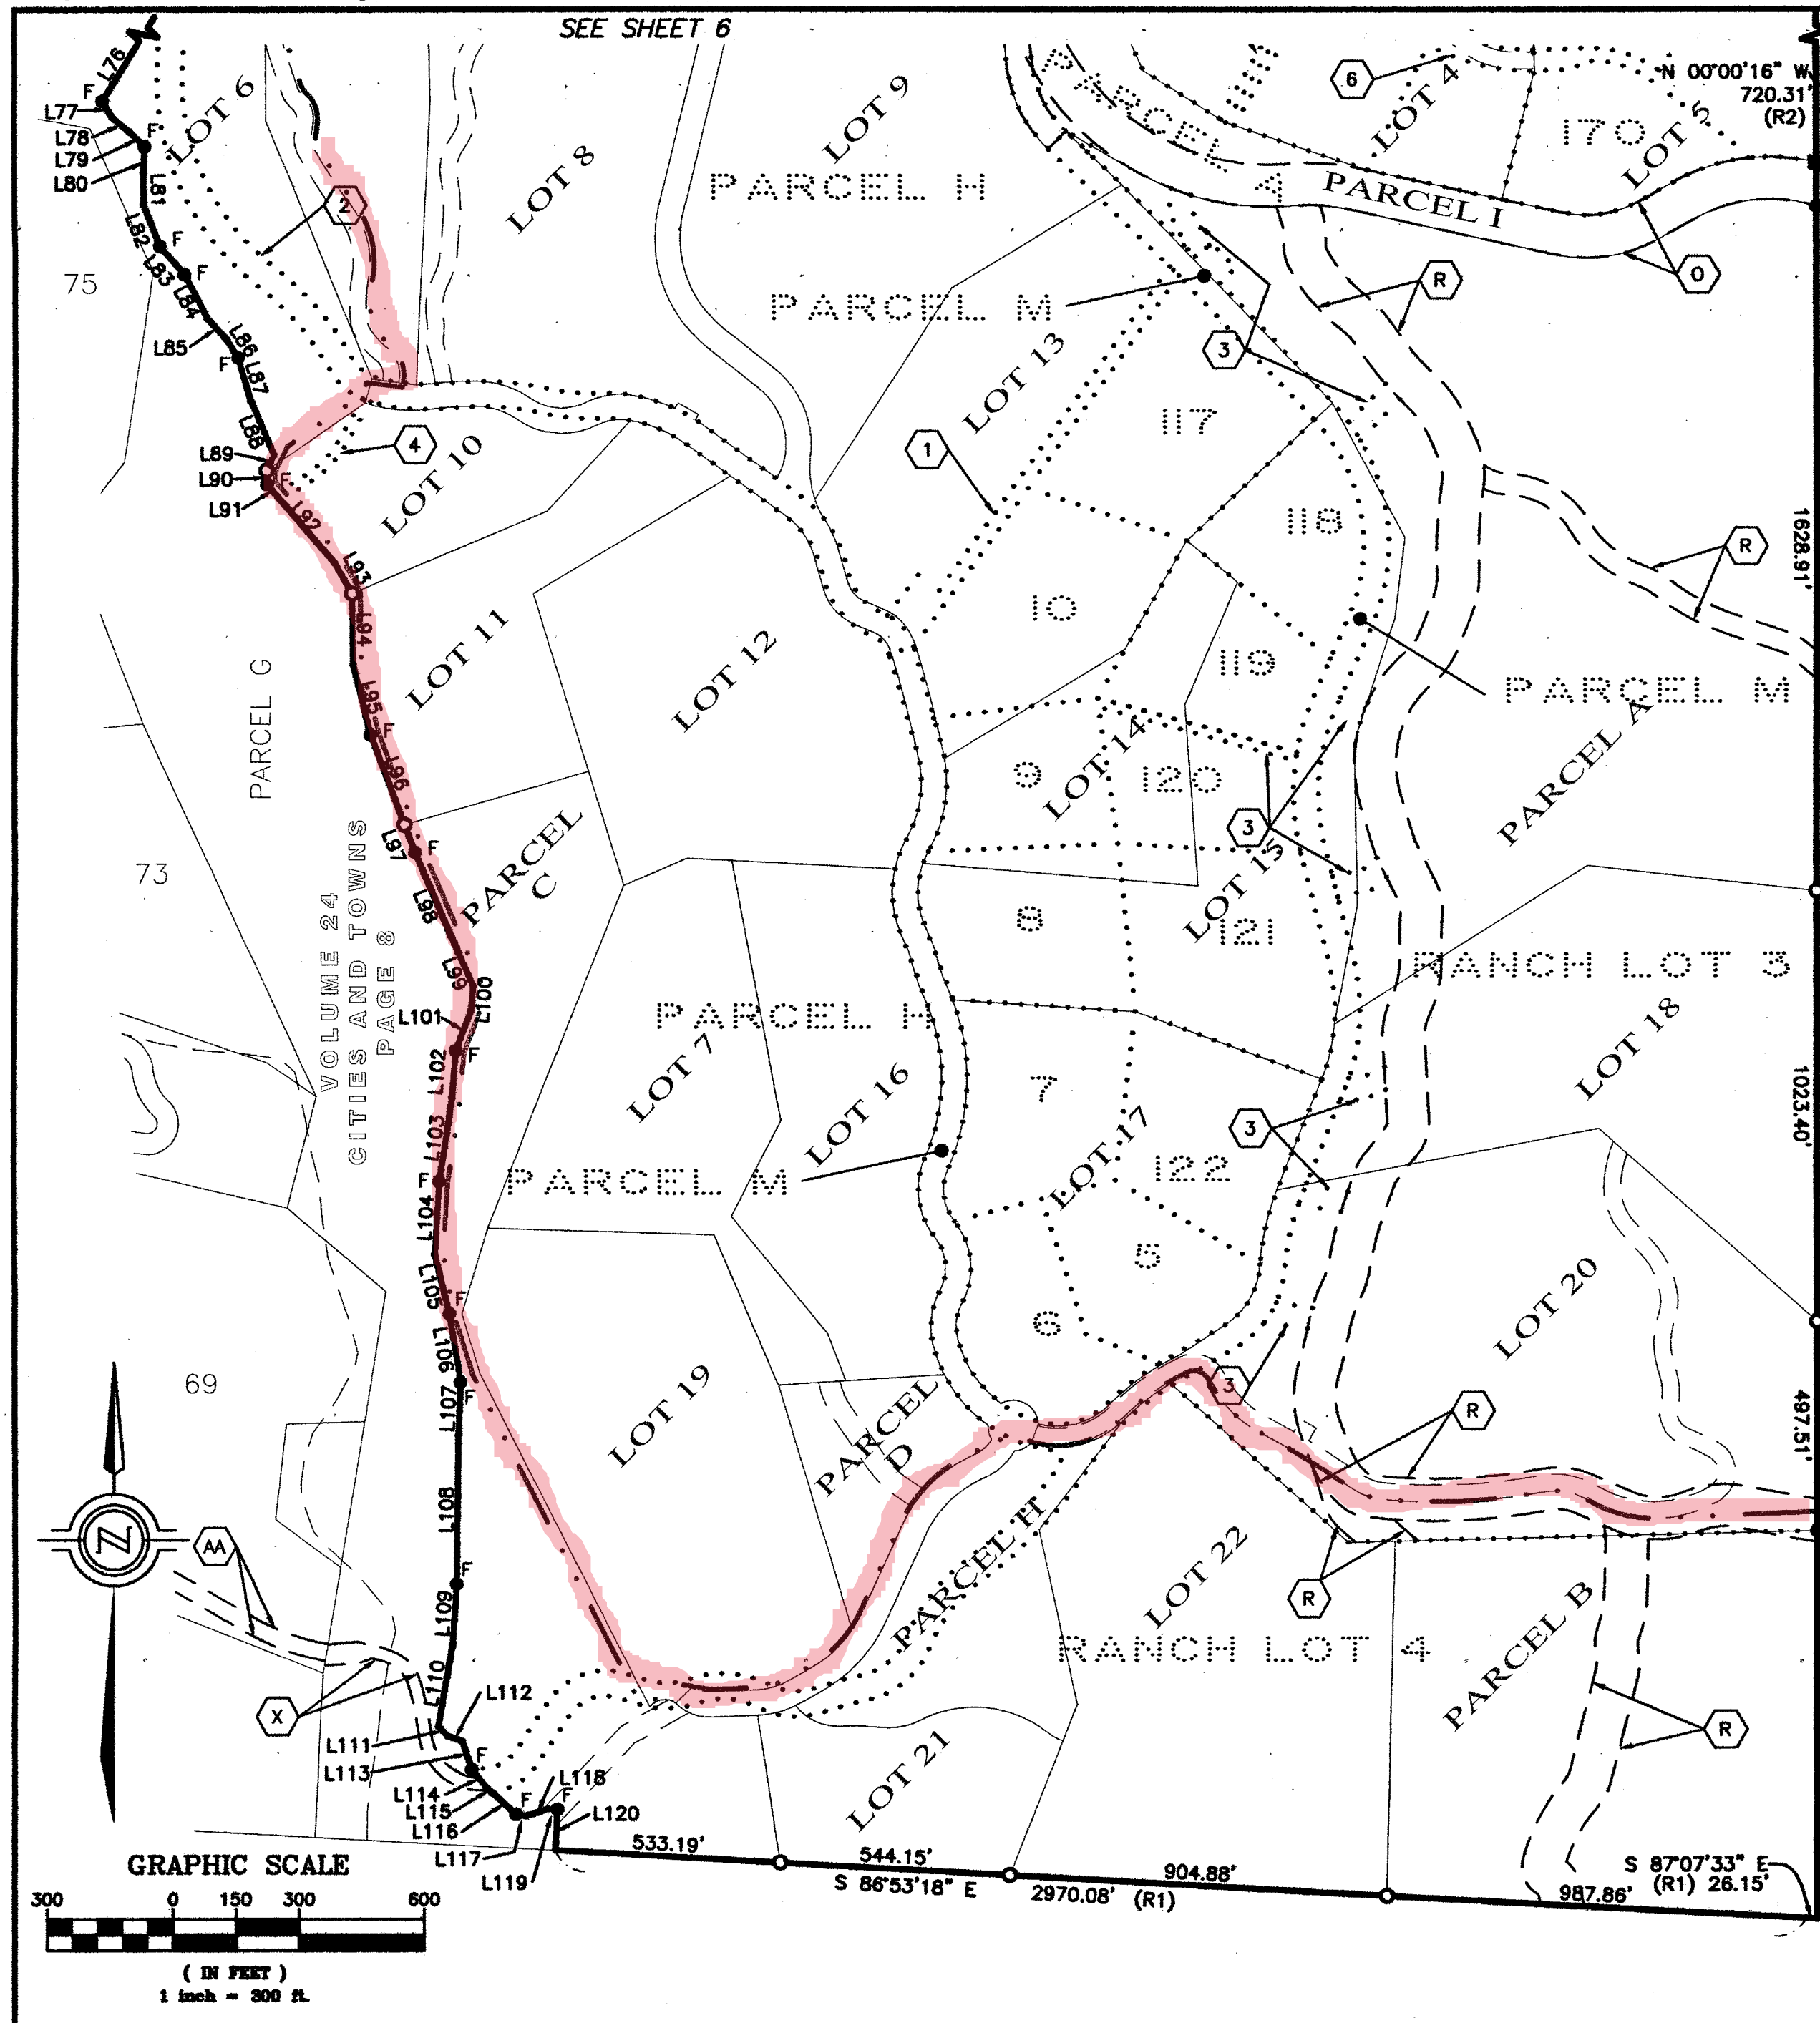 SEE SHEET 6
L76
F
L77
L78
L79
L80
F
L81
L82
F
L83
F
L84
L85
L86
F
L87
L88
L89
L90
F
L91
L92
L93
L94
L95
F
L96
L97
F
L98
L99
L100
L101
F
L102
L103
F
L104
L105
F
L106
L107
F
L108
F
L109
L110
L111
L112
L113
F
L114
L115
L116
F
L117
L118
F
L119
L120
LOT 6
LOT 8
LOT 9
PARCEL H
PARCEL A
LOT 4
LOT 5
170
6
N 00°00'16" W
720.31'
(R2)
PARCEL I
O
R
2
75
PARCEL M
3
LOT 13
117
1
4
LOT 10
118
R
1628.91'
10
119
LOT 11
LOT 12
PARCEL G
PARCEL M
PARCEL A
LOT 14
9
120
3
LOT 15
121
8
PARCEL
C
73
VOLUME 24
CITIES AND TOWNS
PAGE 8
RANCH LOT 3
LOT 18
PARCEL H
LOT 7
LOT 16
7
LOT 17
122
3
1023.40'
PARCEL M
5
6
LOT 20
3
69
LOT 19
PARCEL
D
R
497.51'
PARCEL H
LOT 22
R
RANCH LOT 4
PARCEL B
R
N
AA
X
LOT 21
533.19'
544.15'
904.88'
987.86'
S 86°53'18" E
2970.08' (R1)
S 87°07'33" E
(R1) 26.15'
GRAPHIC SCALE
300 0 150 300 600
( IN FEET )
1 inch = 300 ft.